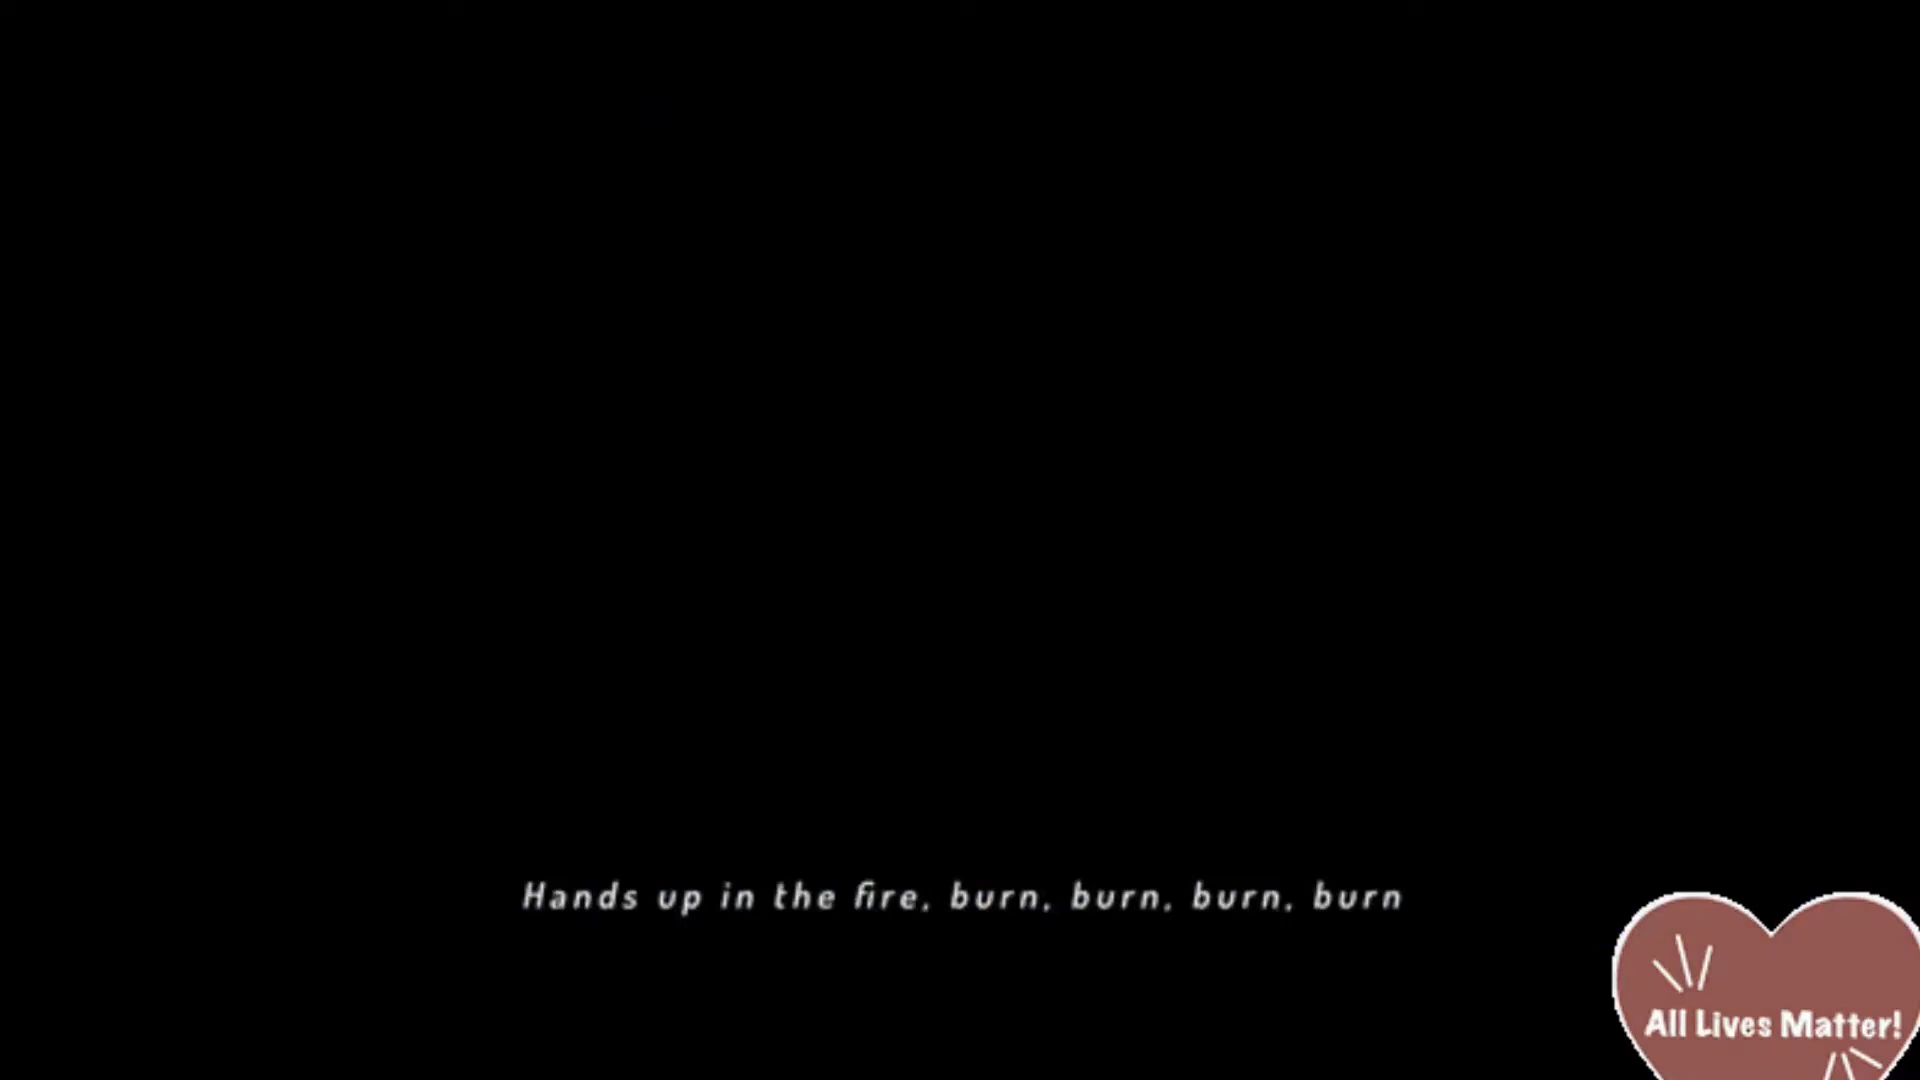 Hands up in the fire, burn, burn, burn, burn
All Lives Matter!